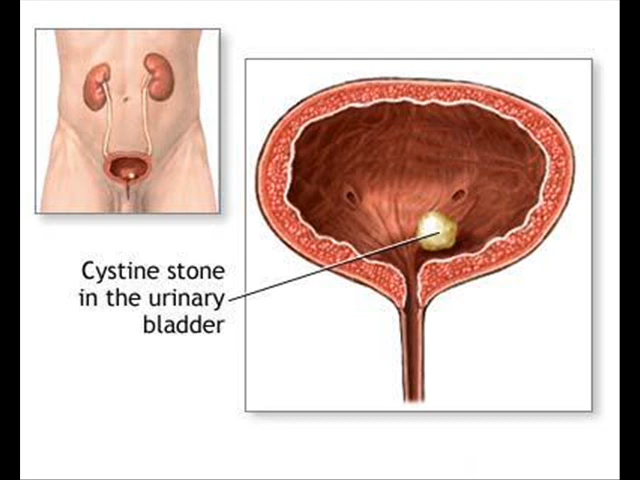 Cystine stone
in the urinary
bladder